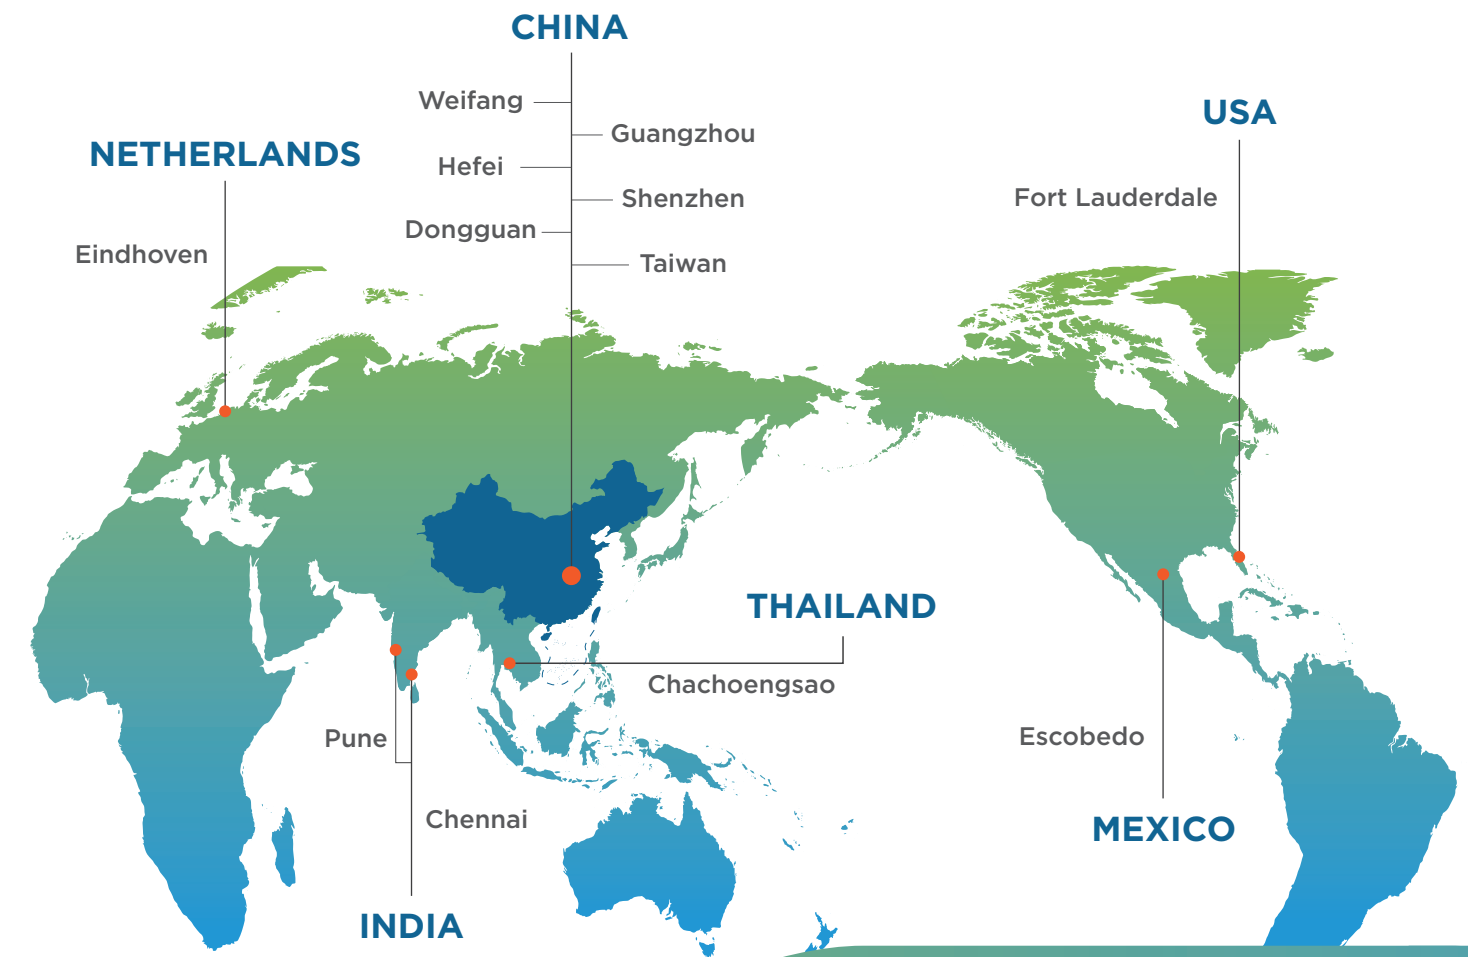 CHINA
Weifang
Guangzhou
Hefei
Shenzhen
Dongguan
Taiwan
NETHERLANDS
Eindhoven
USA
Fort Lauderdale
THAILAND
Chachoengsao
Pune
Chennai
INDIA
Escobedo
MEXICO